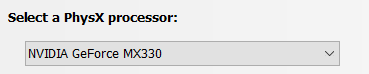 Select a PhysX processor:
NVIDIA GeForce MX330